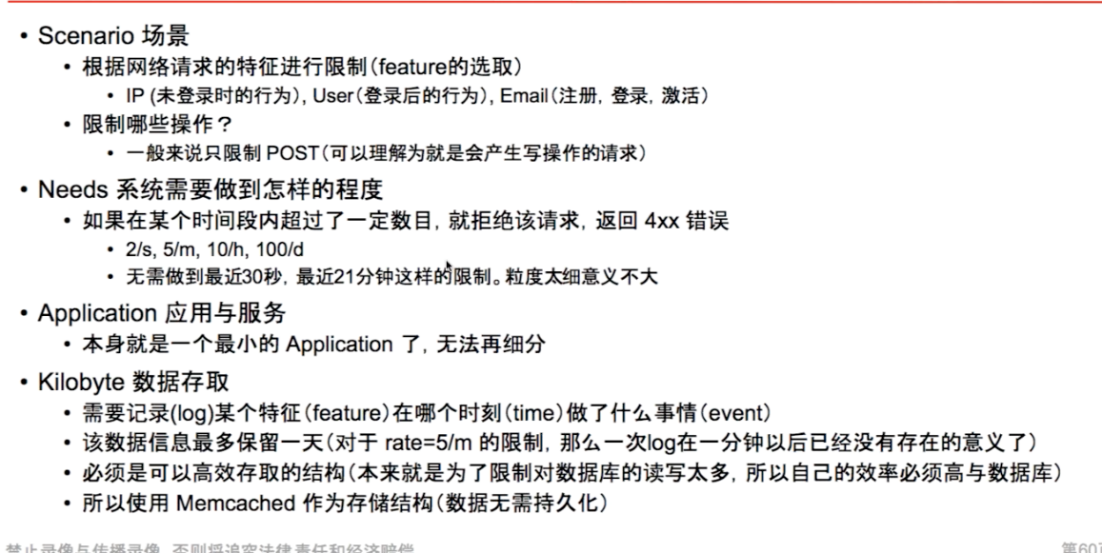 • Scenario 场景
• 根据网络请求的特征进行限制(feature的选取)
• IP (未登录时的行为), User(登录后的行为), Email(注册, 登录, 激活)
• 限制哪些操作？
• 一般来说只限制 POST(可以理解为就是会产生写操作的请求)
• Needs 系统需要做到怎样的程度
• 如果在某个时间段内超过了一定数目, 就拒绝该请求, 返回 4xx 错误
• 2/s, 5/m, 10/h, 100/d
• 无需做到最近30秒, 最近21分钟这样的限制。粒度太细意义不大
• Application 应用与服务
• 本身就是一个最小的 Application 了, 无法再细分
• Kilobyte 数据存取
• 需要记录(log)某个特征(feature)在哪个时刻(time)做了什么事情(event)
• 该数据信息最多保留一天(对于 rate=5/m 的限制, 那么一次log在一分钟以后已经没有存在的意义了)
• 必须是可以高效存取的结构(本来就是为了限制对数据库的读写太多, 所以自己的效率必须高与数据库)
• 所以使用 Memcached 作为存储结构(数据无需持久化)
禁止录像与传播录像, 否则将追究法律责任和经济赔偿
第60